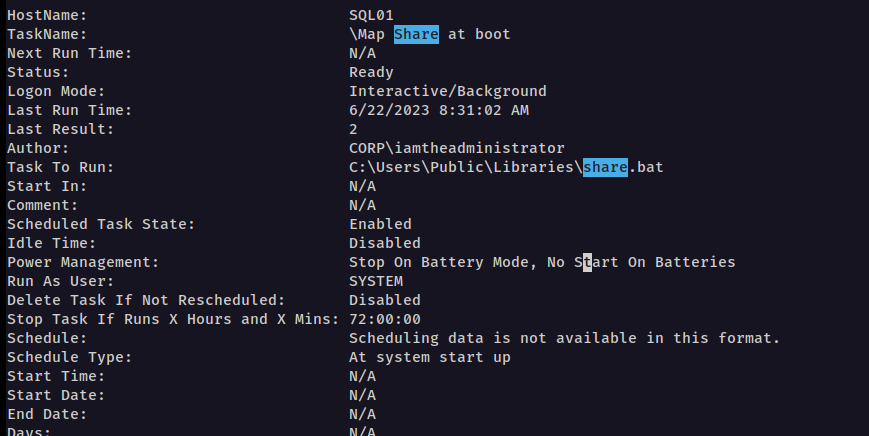 HostName: SQL01
TaskName: \Map Share at boot
Next Run Time: N/A
Status: Ready
Logon Mode: Interactive/Background
Last Run Time: 6/22/2023 8:31:02 AM
Last Result: 2
Author: CORP\iamtheadministrator
Task To Run: C:\Users\Public\Libraries\share.bat
Start In: N/A
Comment: N/A
Scheduled Task State: Enabled
Idle Time: Disabled
Power Management: Stop On Battery Mode, No Start On Batteries
Run As User: SYSTEM
Delete Task If Not Rescheduled: Disabled
Stop Task If Runs X Hours and X Mins: 72:00:00
Schedule: Scheduling data is not available in this format.
Schedule Type: At system start up
Start Time: N/A
Start Date: N/A
End Date: N/A
Days: N/A